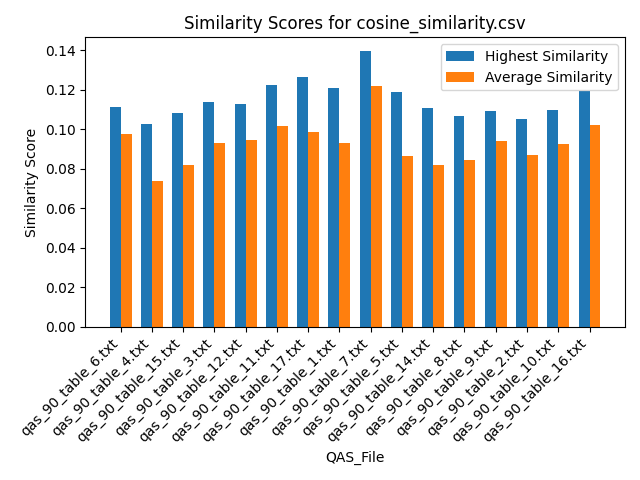 Similarity Scores for cosine_similarity.csv
Highest Similarity
Average Similarity
Similarity Score
0.14
0.12
0.10
0.08
0.06
0.04
0.02
0.00
qas_90_table_6.txt
qas_90_table_4.txt
qas_90_table_15.txt
qas_90_table_3.txt
qas_90_table_12.txt
qas_90_table_11.txt
qas_90_table_17.txt
qas_90_table_1.txt
qas_90_table_7.txt
qas_90_table_5.txt
qas_90_table_14.txt
qas_90_table_8.txt
qas_90_table_9.txt
qas_90_table_2.txt
qas_90_table_10.txt
qas_90_table_16.txt
QAS_File